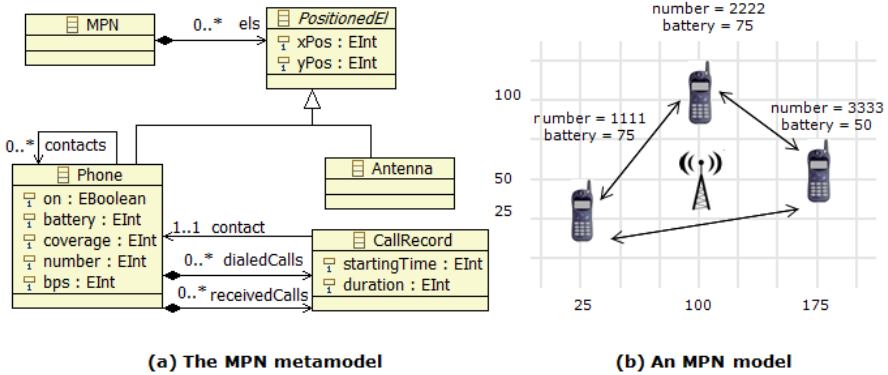 MPN
0..* els
PositionedEl
xPos : EInt
yPos : EInt
0..* contacts
Phone
on : EBoolean
battery : EInt
coverage : EInt
number : EInt
bps : EInt
Antenna
1..1 contact
0..* dialedCalls
0..* receivedCalls
CallRecord
startingTime : EInt
duration : EInt
(a) The MPN metamodel
number = 2222
battery = 75
number = 1111
battery = 75
number = 3333
battery = 50
100
50
25
25 100 175
(b) An MPN model